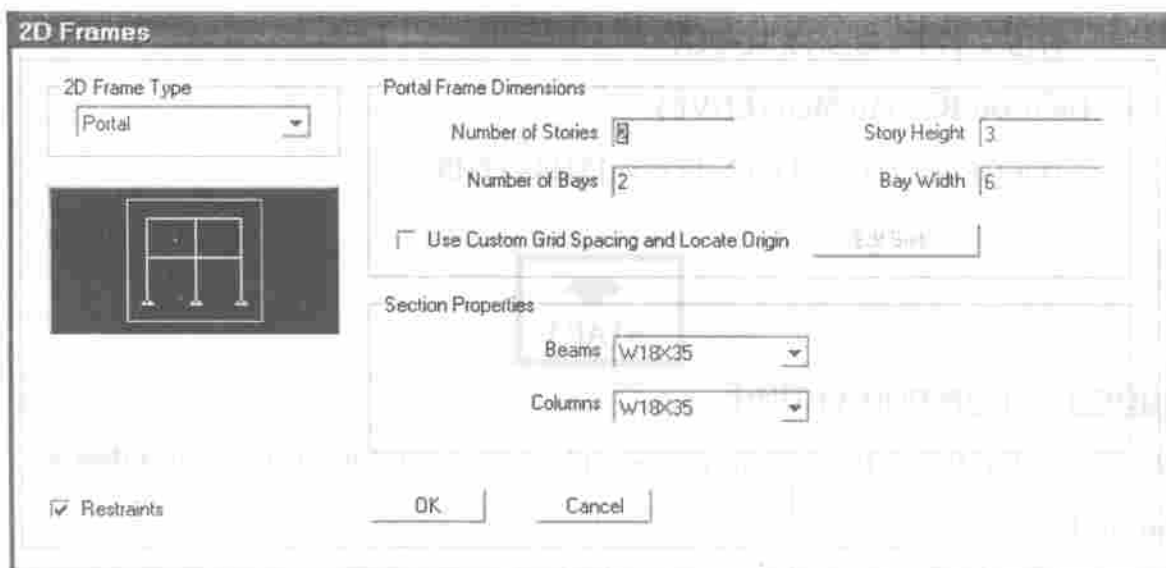 2D Frames
2D Frame Type
Portal
Portal Frame Dimensions
Number of Stories
Story Height 3.
Number of Bays 2
Bay Width 6.
Use Custom Grid Spacing and Locate Origin
Section Properties
Beams W18X35
Columns W18X35
Restraints
OK
Cancel